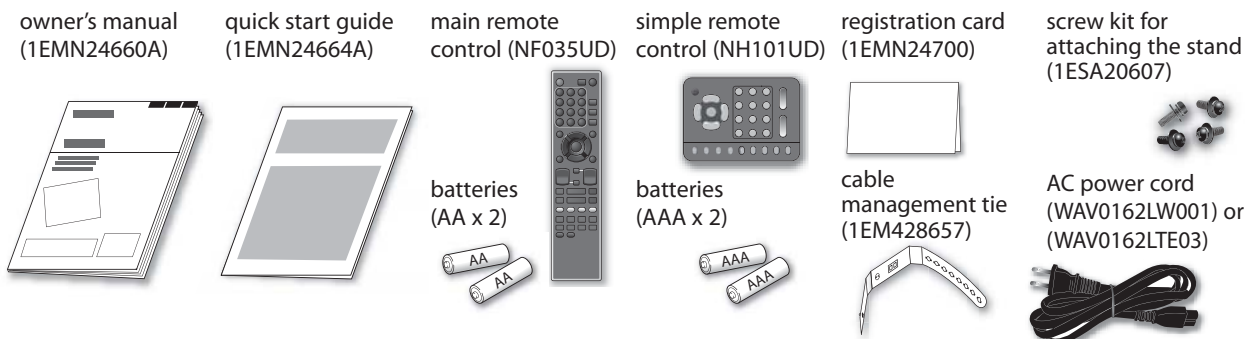 owner's manual
(1EMN24660A)
quick start guide
(1EMN24664A)
main remote
control (NF035UD)
simple remote
control (NH101UD)
registration card
(1EMN24700)
screw kit for
attaching the stand
(1ESA20607)
batteries
(AA x 2)
AA
AA
batteries
(AAA x 2)
AAA
AAA
cable
management tie
(1EM428657)
AC power cord
(WAV0162LW001) or
(WAV0162LTE03)